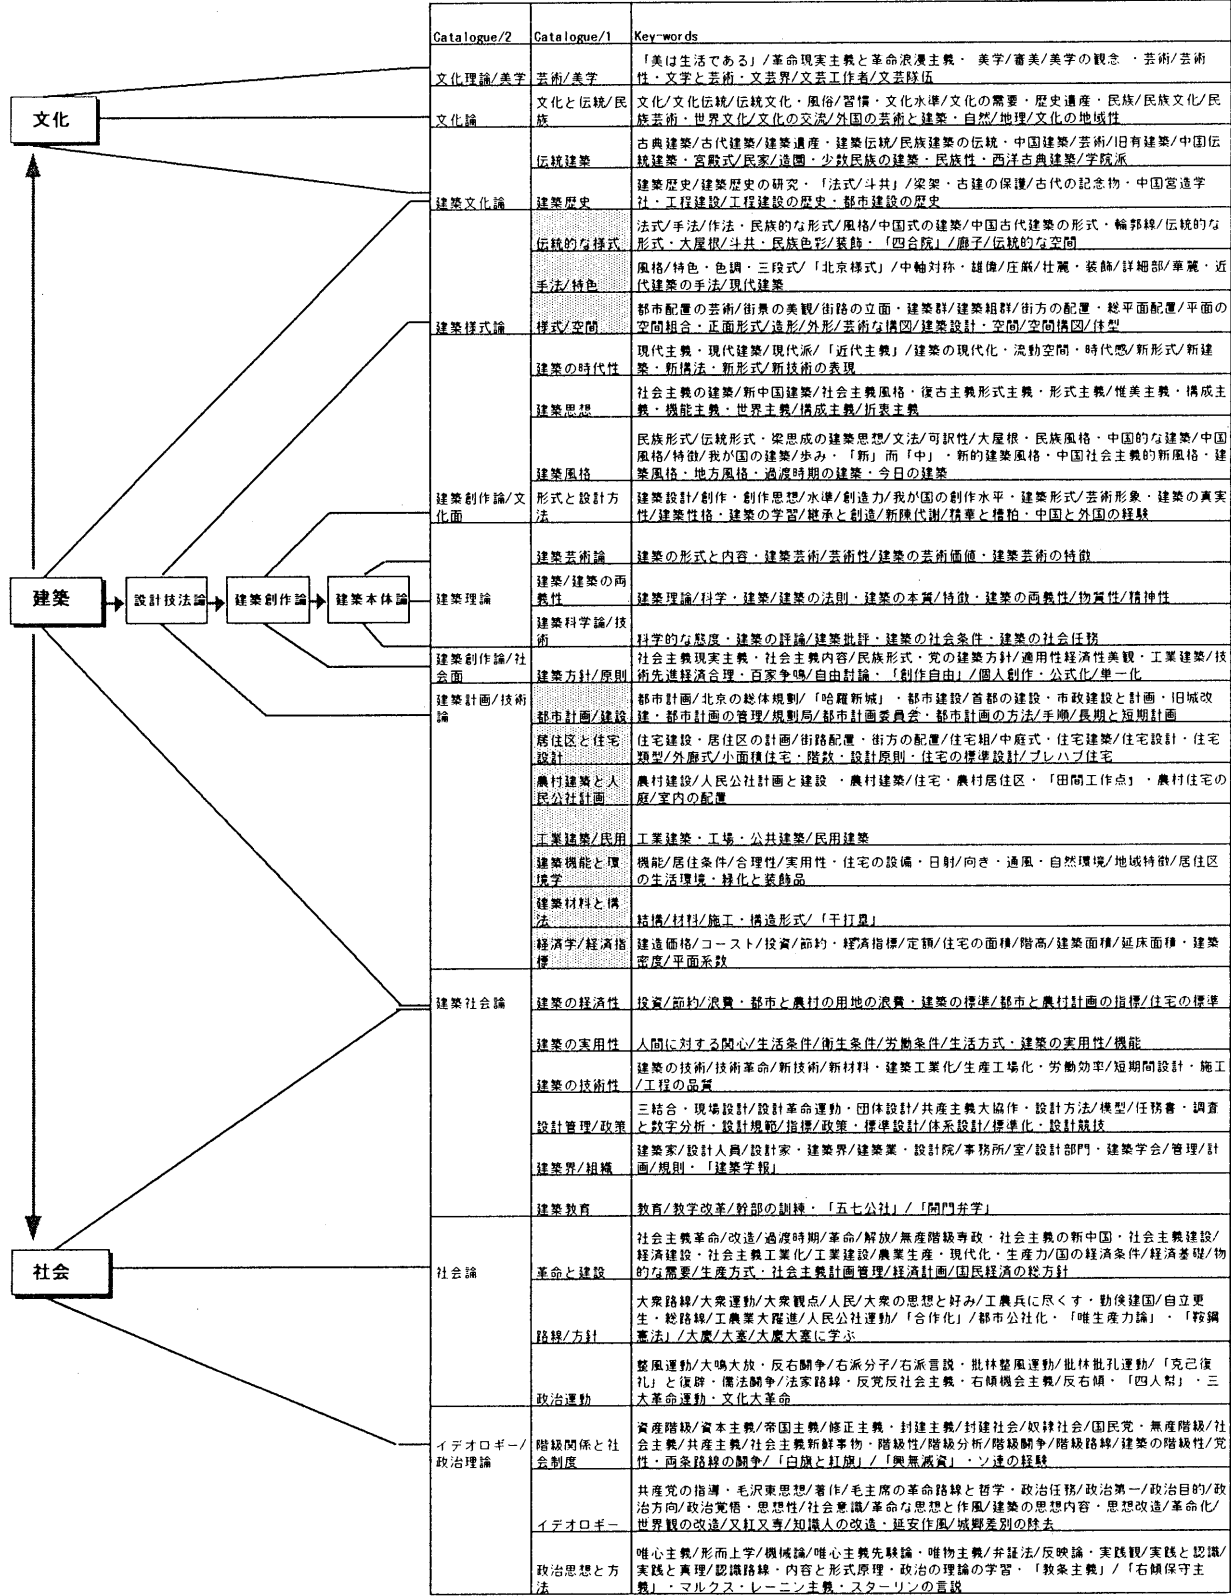 Catalogue/2 Catalogue/1 Key-words
文化理論/美学 芸術/美学
「美は生活である」/革命現実主義と革命浪漫主義・ 美学/審美/美学の観念 ・芸術/芸術
性・文学と芸術・文芸界/文芸工作者/文芸隊伍
文化
文化論
文化と伝統/民
族
文化/文化伝統/伝統文化・風俗/習慣・文化水準/文化の需要・歴史遺産・民族/民族文化/民
族芸術・世界文化/文化の交流/外国の芸術と建築・自然/地理/文化の地域性
伝統建築
古典建築/古代建築/建築遺産・建築伝統/民族建築の伝統・中国建築/芸術/旧有建築/中国伝
統建築・宮殿式/民家/造園・少数民族の建築・民族性・西洋古典建築/学院派
建築文化論 建築歴史
建築歴史/建築歴史の研究・「法式/斗共」/梁架・古建の保護/古代の記念物・中国営造学
社・工程建設/工程建設の歴史・都市建設の歴史
伝統的な様式
法式/手法/作法・民族的な形式/風格/中国式の建築/中国古代建築の形式・輪郭線/伝統的な
形式・大屋根/斗共・民族色彩/装飾・「四合院」/廊子/伝統的な空間
手法/特色
風格/特色・色調・三段式/「北京様式」/中軸対称・雄偉/庄厳/壮麗・装飾/詳細部/華麗・近
代建築の手法/現代建築
建築様式論 様式/空間
都市配置の芸術/街景の美観/街路の立面・建築群/建築組群/街方の配置・総平面配置/平面の
空間組合・正面形式/造形/外形/芸術な構図/建築設計・空間/空間構図/体型
建築の時代性
現代主義・現代建築/現代派/「近代主義」/建築の現代化・流動空間・時代感/新形式/新建
築・新構法・新形式/新技術の表現
建築思想
社会主義の建築/新中国建築/社会主義風格・復古主義形式主義・形式主義/惟美主義・構成主
義・機能主義・世界主義/構成主義/折衷主義
建築風格
民族形式/伝統形式・梁思成の建築思想/文法/可訳性/大屋根・民族風格・中国的な建築/中国
風格/特徴/我が国の建築/歩み・「新」而「中」・新的建築風格・中国社会主義的新風格・建
築風格・地方風格・過渡時期の建築・今日の建築
建築創作論/文
化面
形式と設計方
法
建築設計/創作・創作思想/水準/創造力/我が国の創作水平・建築形式/芸術形象・建築の真実
性/建築性格・建築の学習/継承と創造/新陳代謝/精華と糟粕・中国と外国の経験
建築芸術論 建築の形式と内容・建築芸術/芸術性/建築の芸術価値・建築芸術の特徴
建築 設計技法論 建築創作論 建築本体論
建築理論
建築/建築の両
義性
建築理論/科学・建築/建築の法則・建築の本質/特徴・建築の両義性/物質性/精神性
建築科学論/技
術
科学的な態度・建築の評論/建築批評・建築の社会条件・建築の社会任務
建築創作論/社
会面
建築方針/原則
社会主義現実主義・社会主義内容/民族形式・党の建築方針/適用性経済性美観・工業建築/技
術先進経済合理・百家争鳴/自由討論・「創作自由」/個人創作・公式化/単一化
建築計画/技術
論
都市計画/建設
都市計画/北京の総体規劃/「哈羅新城」・都市建設/首都の建設・市政建設と計画・旧城改
建・都市計画の管理/規劃局/都市計画委員会・都市計画の方法/手順/長期と短期計画
居住区と住宅
設計
住宅建設・居住区の計画/街路配置・街方の配置/住宅組/中庭式・住宅建築/住宅設計・住宅
類型/外廊式/小面積住宅・階数・設計原則・住宅の標準設計/プレハブ住宅
農村建築と人
民公社計画
農村建設/人民公社計画と建設 ・農村建築/住宅・農村居住区・「田間工作点」・農村住宅の
庭/室内の配置
工業建築/民用 工業建築・工場・公共建築/民用建築
建築機能と環
境学
機能/居住条件/合理性/実用性・住宅の設備・日射/向き・通風・自然環境/地域特徴/居住区
の生活環境・緑化と装飾品
建築材料と構
法
結構/材料/施工・構造形式/「干打塁」
経済学/経済指
標
建造価格/コースト/投資/節約・経済指標/定額/住宅の面積/階高/建築面積/延床面積・建築
密度/平面系数
建築社会論 建築の経済性 投資/節約/浪費・都市と農村の用地の浪費・建築の標準/都市と農村計画の指標/住宅の標準
建築の実用性 人間に対する関心/生活条件/衛生条件/労働条件/生活方式・建築の実用性/機能
建築の技術性
建築の技術/技術革命/新技術/新材料・建築工業化/生産工場化・労働効率/短期間設計・施工
/工程の品質
設計管理/政策
三結合・現場設計/設計革命運動・団体設計/共産主義大協作・設計方法/模型/任務書・調査
と数字分析・設計規範/指標/政策・標準設計/体系設計/標準化・設計競技
建築界/組織
建築家/設計人員/設計家・建築界/建築業・設計院/事務所/室/設計部門・建築学会/管理/計
画/規則・「建築学報」
建築教育 教育/教学改革/幹部の訓練・「五七公社」/「開門弁学」
社会
社会論 革命と建設
社会主義革命/改造/過渡時期/革命/解放/無産階級専政・社会主義の新中国・社会主義建設/
経済建設・社会主義工業化/工業建設/農業生産・現代化・生産力/国の経済条件/経済基礎/物
的な需要/生産方式・社会主義計画管理/経済計画/国民経済の総方針
路線/方針
大衆路線/大衆運動/大衆観点/人民/大衆の思想と好み/工農兵に尽くす・勤倹建国/自立更
生・総路線/工農業大躍進/人民公社運動/「合作化」/都市公社化・「唯生産力論」・「鞍鋼
憲法」/大慶/大塞/大慶大塞に学ぶ
政治運動
整風運動/大鳴大放・反右闘争/右派分子/右派言説・批林整風運動/批林批孔運動/「克己復
礼」と復辟・儒法闘争/法家路線・反党反社会主義・右傾機会主義/反右傾・「四人幇」・三
大革命運動・文化大革命
イデオロギー/
政治理論
階級関係と社
会制度
資産階級/資本主義/帝国主義/修正主義・封建主義/封建社会/奴隷社会/国民党・無産階級/社
会主義/共産主義/社会主義新鮮事物・階級性/階級分析/階級闘争/階級路線/建築の階級性/党
性・両条路線の闘争/「白旗と紅旗」/「興無滅資」・ソ連の経験
イデオロギー
共産党の指導・毛沢東思想/著作/毛主席の革命路線と哲学・政治任務/政治第一/政治目的/政
治方向/政治覚悟・思想性/社会意識/革命な思想と作風/建築の思想内容・思想改造/革命化/
世界観の改造/又紅又専/知識人の改造・延安作風/城郷差別の除去
政治思想と方
法
唯心主義/形而上学/機械論/唯心主義先験論・唯物主義/弁証法/反映論・実践観/実践と認識/
実践と真理/認識路線・内容と形式原理・政治の理論の学習・「教条主義」/「右傾保守主
義」・マルクス・レーニン主義・スターリンの言説